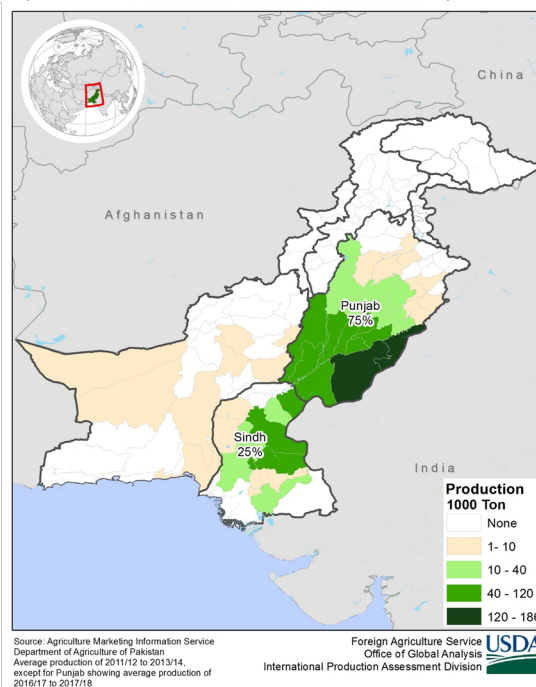 China
Afghanistan
Punjab
75%
Sindh
25%
India
Production
1000 Ton
None
1- 10
10 - 40
40 - 120
120 - 186
Source: Agriculture Marketing Information Service
Department of Agriculture of Pakistan
Average production of 2011/12 to 2013/14,
except for Punjab showing average production of
2016/17 to 2017/18
Foreign Agriculture Service
Office of Global Analysis
International Production Assessment Division
USDA